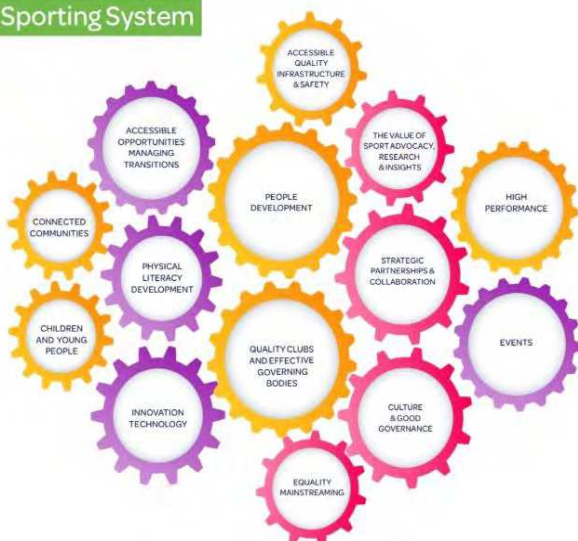 Sporting System
ACCESSIBLE
QUALITY
INFRASTRUCTURE
& SAFETY
ACCESSIBLE
OPPORTUNITIES
MANAGING
TRANSITIONS
THE VALUE OF
SPORT ADVOCACY,
RESEARCH
& INSIGHTS
PEOPLE
DEVELOPMENT
HIGH
PERFORMANCE
CONNECTED
COMMUNITIES
PHYSICAL
LITERACY
DEVELOPMENT
STRATEGIC
PARTNERSHIPS &
COLLABORATION
CHILDREN
AND YOUNG
PEOPLE
QUALITY CLUBS
AND EFFECTIVE
GOVERNING
BODIES
EVENTS
INNOVATION
TECHNOLOGY
CULTURE
& GOOD
GOVERNANCE
EQUALITY
MAINSTREAMING